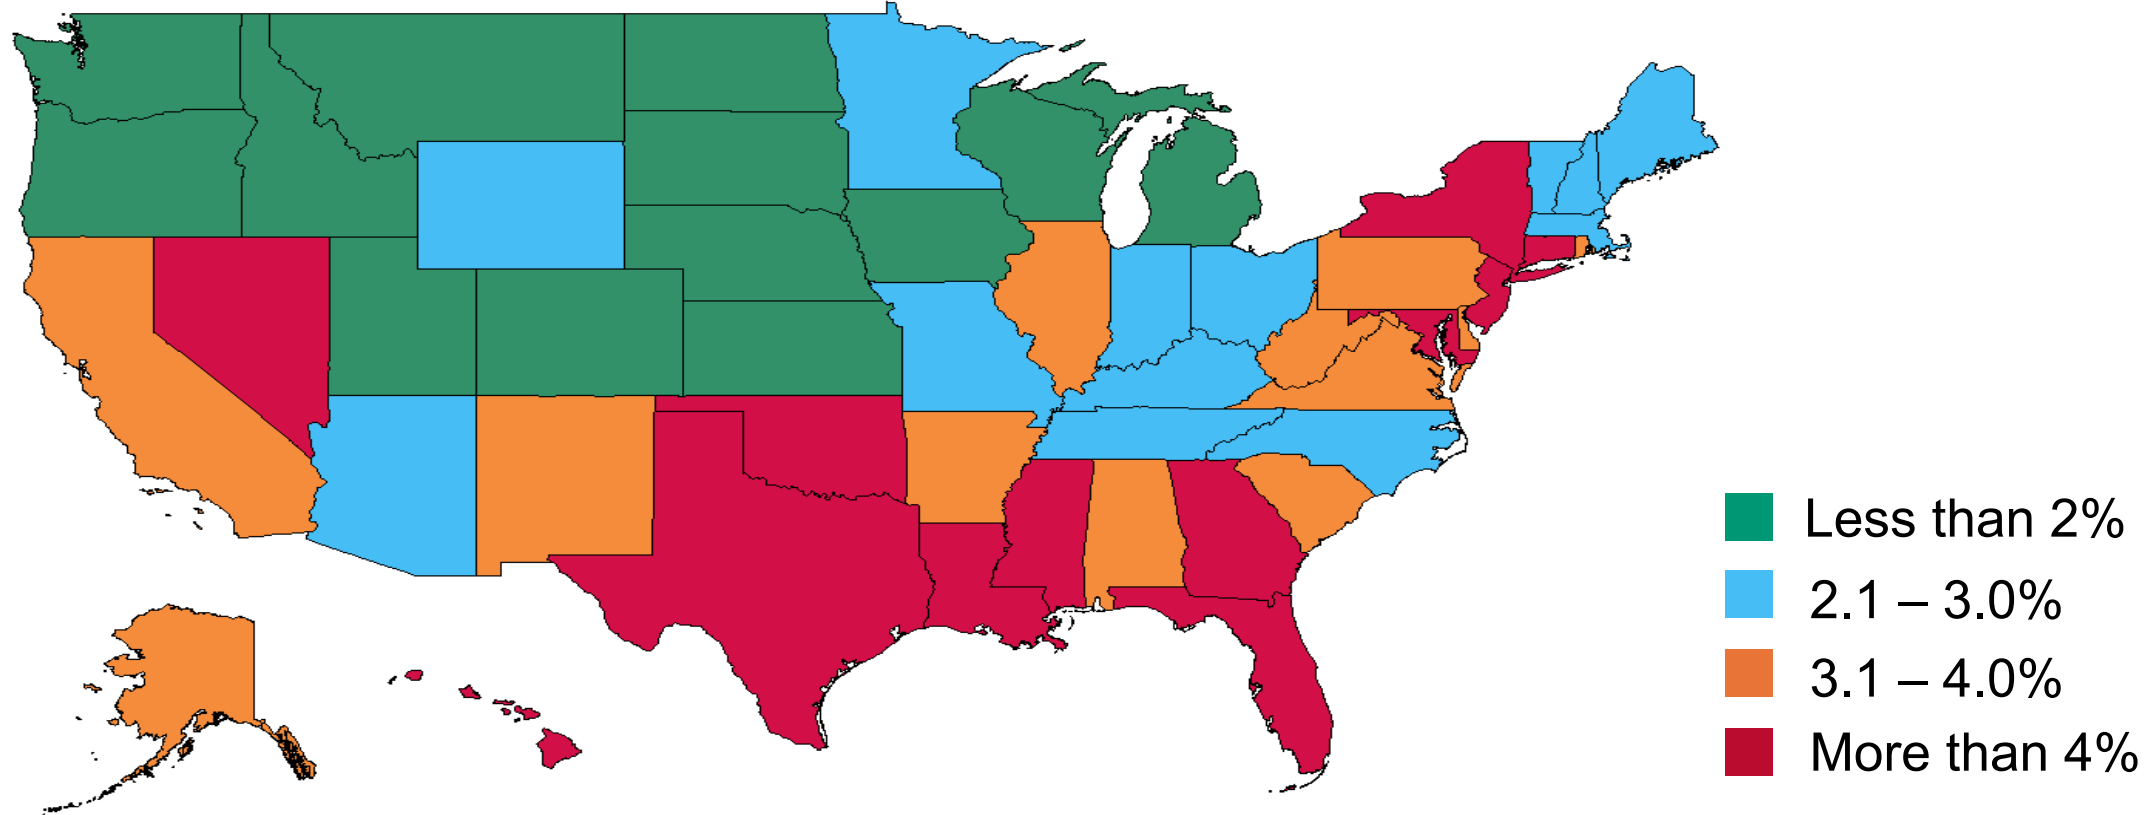 Less than 2%
2.1 – 3.0%
3.1 – 4.0%
More than 4%